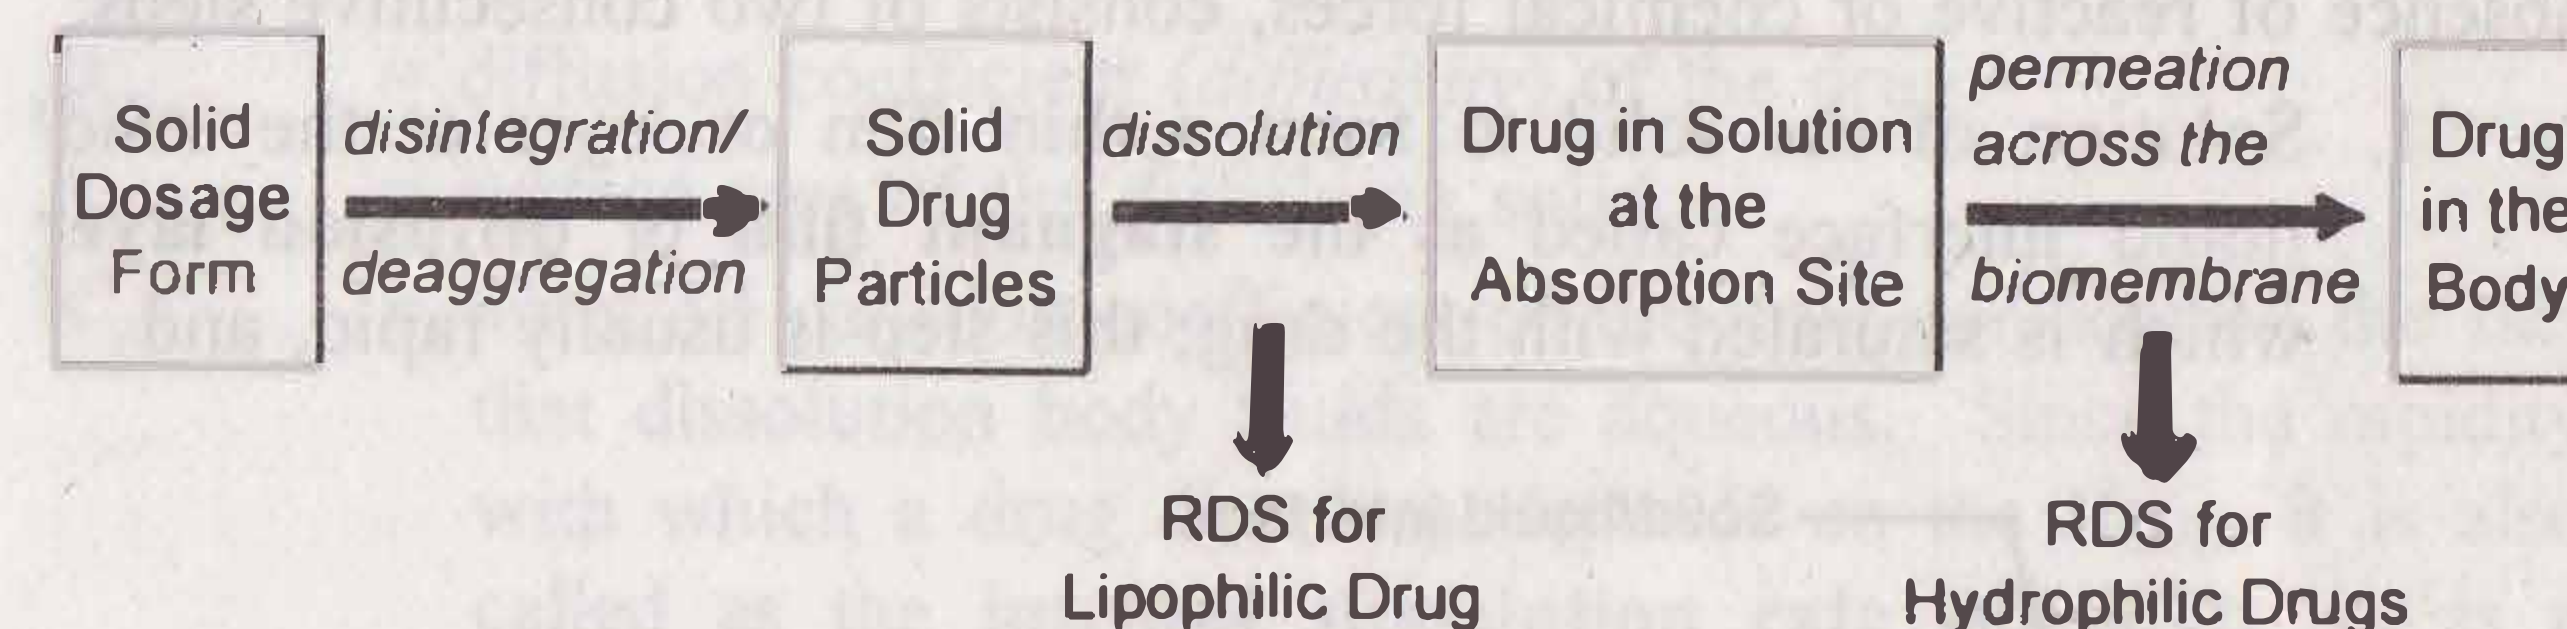 Solid
Dosage
Form
disintegration/
deaggregation
Solid
Drug
Particles
dissolution
Drug in Solution
at the
Absorption Site
permeation
across the
biomembrane
Drug
in the
Body
RDS for
Lipophilic Drug
RDS for
Hydrophilic Drugs